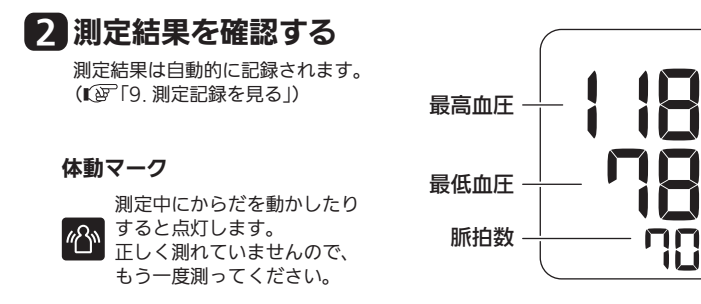 2 測定結果を確認する
測定結果は自動的に記録されます。
(☞「9. 測定記録を見る」)
体動マーク
測定中にからだを動かしたり
すると点灯します。
正しく測れていませんので、
もう一度測ってください。
最高血圧 118
最低血圧 78
脈拍数 70